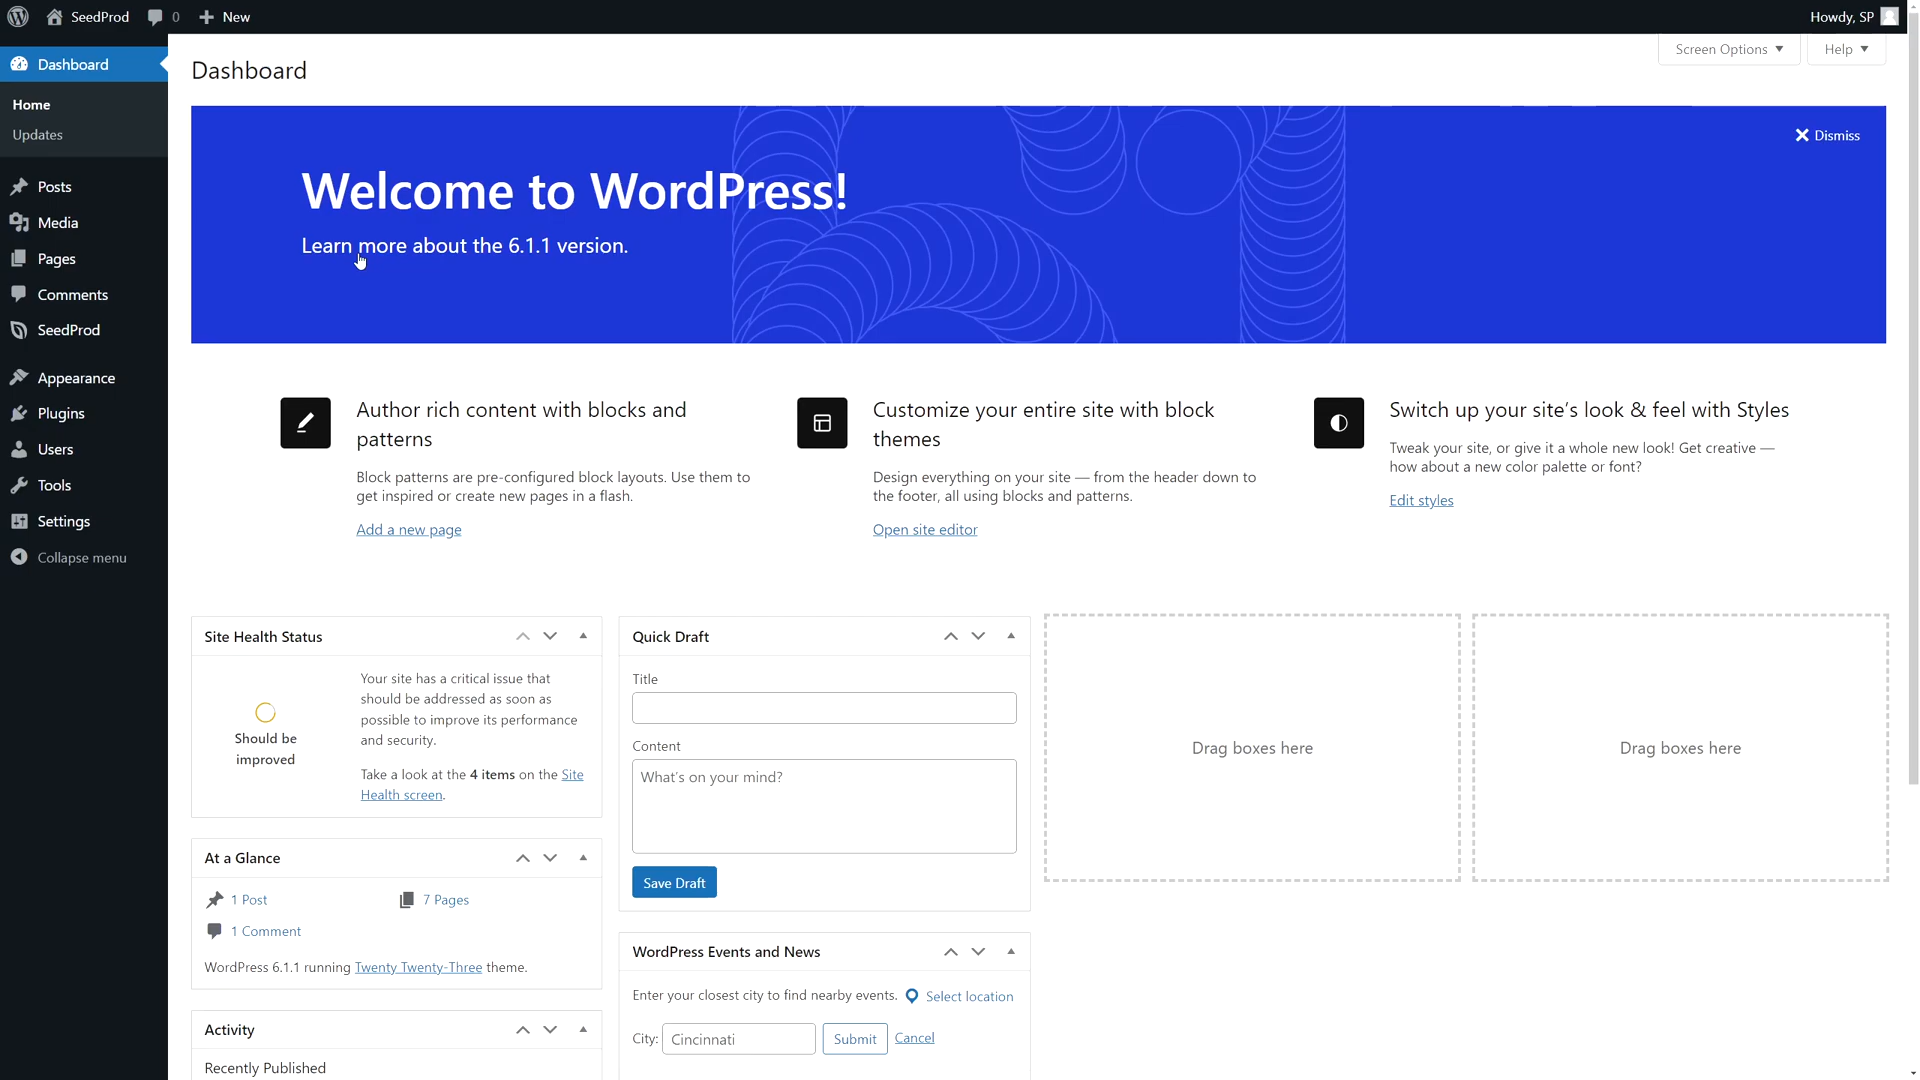 SeedProd 0 New Howdy, SP
Screen Options Help
Dashboard
Home
Updates
Posts
Media
Pages
Comments
SeedProd
Appearance
Plugins
Users
Tools
Settings
Collapse menu
Dashboard
Dismiss
Welcome to WordPress!
Learn more about the 6.1.1 version.
Author rich content with blocks and
patterns
Block patterns are pre-configured block layouts. Use them to
get inspired or create new pages in a flash.
Add a new page
Customize your entire site with block
themes
Design everything on your site — from the header down to
the footer, all using blocks and patterns.
Open site editor
Switch up your site’s look & feel with Styles
Tweak your site, or give it a whole new look! Get creative —
how about a new color palette or font?
Edit styles
Site Health Status
Should be
improved
Your site has a critical issue that
should be addressed as soon as
possible to improve its performance
and security.
Take a look at the 4 items on the Site
Health screen.
At a Glance
1 Post 7 Pages
1 Comment
WordPress 6.1.1 running Twenty Twenty-Three theme.
Activity
Recently Published
Quick Draft
Title
Content
What’s on your mind?
Save Draft
WordPress Events and News
Enter your closest city to find nearby events. Select location
City: Cincinnati Submit Cancel
Drag boxes here
Drag boxes here